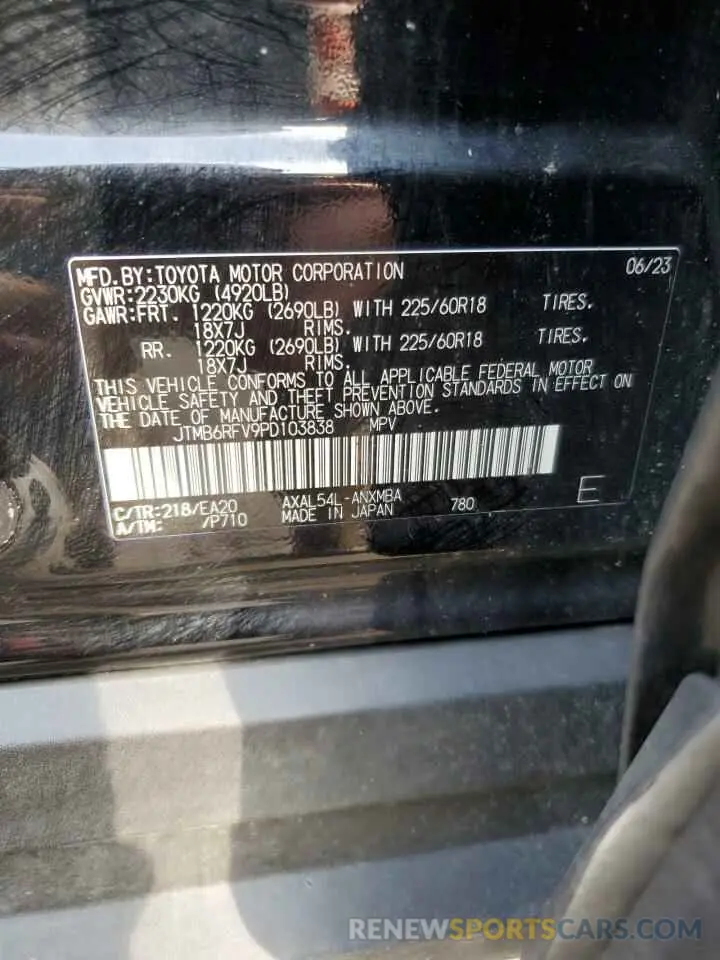 MFD.BY:TOYOTA MOTOR CORPORATION 06/23
GVWR:2230KG (4920LB)
GAWR:FRT. 1220KG (2690LB) WITH 225/60R18 TIRES.
18X7J RIMS.
RR. 1220KG (2690LB) WITH 225/60R18 TIRES.
18X7J RIMS.
THIS VEHICLE CONFORMS TO ALL APPLICABLE FEDERAL MOTOR
VEHICLE SAFETY AND THEFT PREVENTION STANDARDS IN EFFECT ON
THE DATE OF MANUFACTURE SHOWN ABOVE.
JTMB6RFV9PD103838 MPV
C/TR:218/EA20 AXAL54L-ANXMBA 780 E
A/TM: /P710 MADE IN JAPAN
RENEWSPORTSCARS.COM